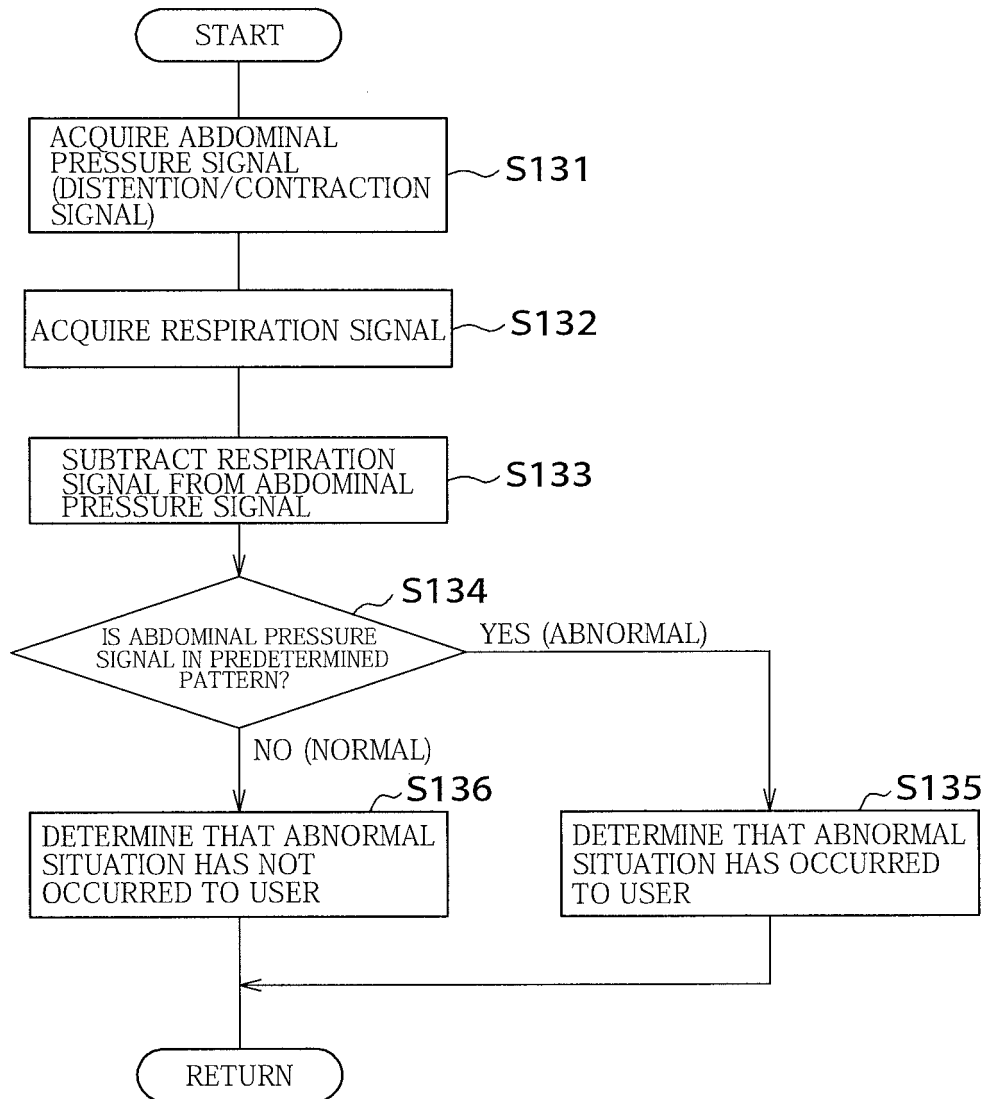 START
ACQUIRE ABDOMINAL
PRESSURE SIGNAL
(DISTENTION/CONTRACTION
SIGNAL)
S131
ACQUIRE RESPIRATION SIGNAL
S132
SUBTRACT RESPIRATION
SIGNAL FROM ABDOMINAL
PRESSURE SIGNAL
S133
S134
IS ABDOMINAL PRESSURE
SIGNAL IN PREDETERMINED
PATTERN?
YES (ABNORMAL)
NO (NORMAL)
S136
DETERMINE THAT ABNORMAL
SITUATION HAS NOT
OCCURRED TO USER
S135
DETERMINE THAT ABNORMAL
SITUATION HAS OCCURRED
TO USER
RETURN